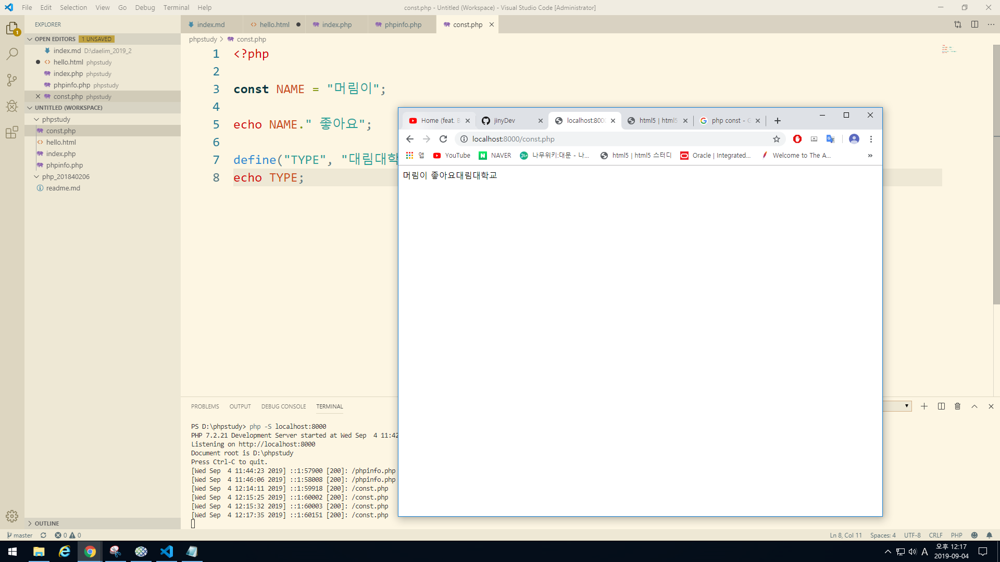 File Edit Selection View Go Debug Terminal Help
const.php - Untitled (Workspace) - Visual Studio Code [Administrator]
EXPLORER
OPEN EDITORS 1 UNSAVED
index.md D:\daelim_2019_2
hello.html phpstudy
index.php phpstudy
phpinfo.php phpstudy
const.php phpstudy
UNTITLED (WORKSPACE)
phpstudy
const.php
hello.html
index.php
phpinfo.php
php_201840206
readme.md
OUTLINE
1
index.md hello.html index.php phpinfo.php const.php
phpstudy > const.php
1 <?php
2
3 const NAME = "머림이";
4
5 echo NAME." 좋아요";
6
7 define("TYPE", "대림대학
8 echo TYPE;
Home (feat. B jinyDev localhost:800 html5 | html5 php const - G
localhost:8000/const.php
앱 YouTube NAVER 나무위키:대문 - 나... html5 | html5 스터디 Oracle | Integrated... Welcome to The A... »
머림이 좋아요대림대학교
PROBLEMS OUTPUT DEBUG CONSOLE TERMINAL
PS D:\phpstudy> php -S localhost:8000
PHP 7.2.21 Development Server started at Wed Sep  4 11:42
Listening on http://localhost:8000
Document root is D:\phpstudy
Press Ctrl-C to quit.
[Wed Sep  4 11:44:23 2019] ::1:57900 [200]: /phpinfo.php
[Wed Sep  4 11:46:06 2019] ::1:58008 [200]: /phpinfo.php
[Wed Sep  4 12:14:11 2019] ::1:59918 [200]: /const.php
[Wed Sep  4 12:15:25 2019] ::1:60002 [200]: /const.php
[Wed Sep  4 12:15:32 2019] ::1:60003 [200]: /const.php
[Wed Sep  4 12:17:35 2019] ::1:60151 [200]: /const.php
master 0 0 Ln 8, Col 11 Spaces: 4 UTF-8 CRLF PHP
A 오후 12:17
2019-09-04